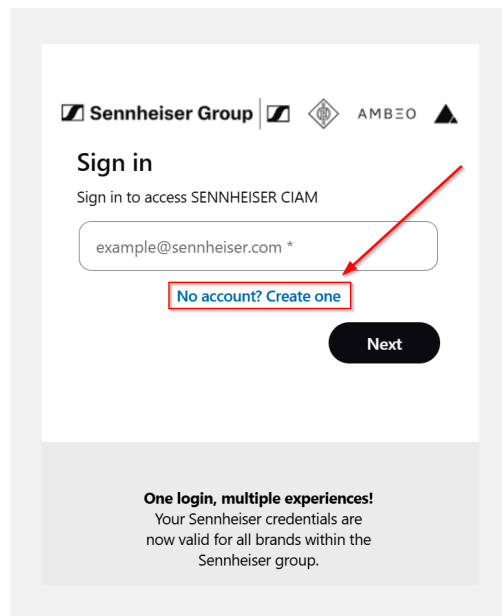 Sennheiser Group
AMBEO
Sign in
Sign in to access SENNHEISER CIAM
example@sennheiser.com *
No account? Create one
Next
One login, multiple experiences!
Your Sennheiser credentials are
now valid for all brands within the
Sennheiser group.